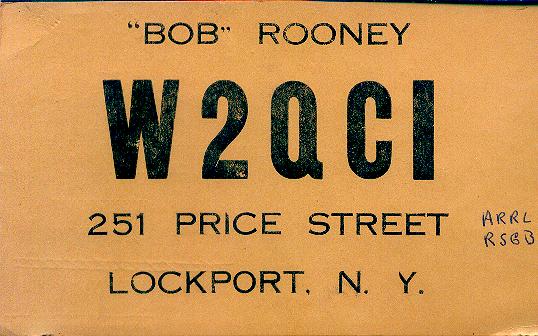 "BOB" ROONEY
W2QCI
251 PRICE STREET
ARRL
RSGB
LOCKPORT, N. Y.